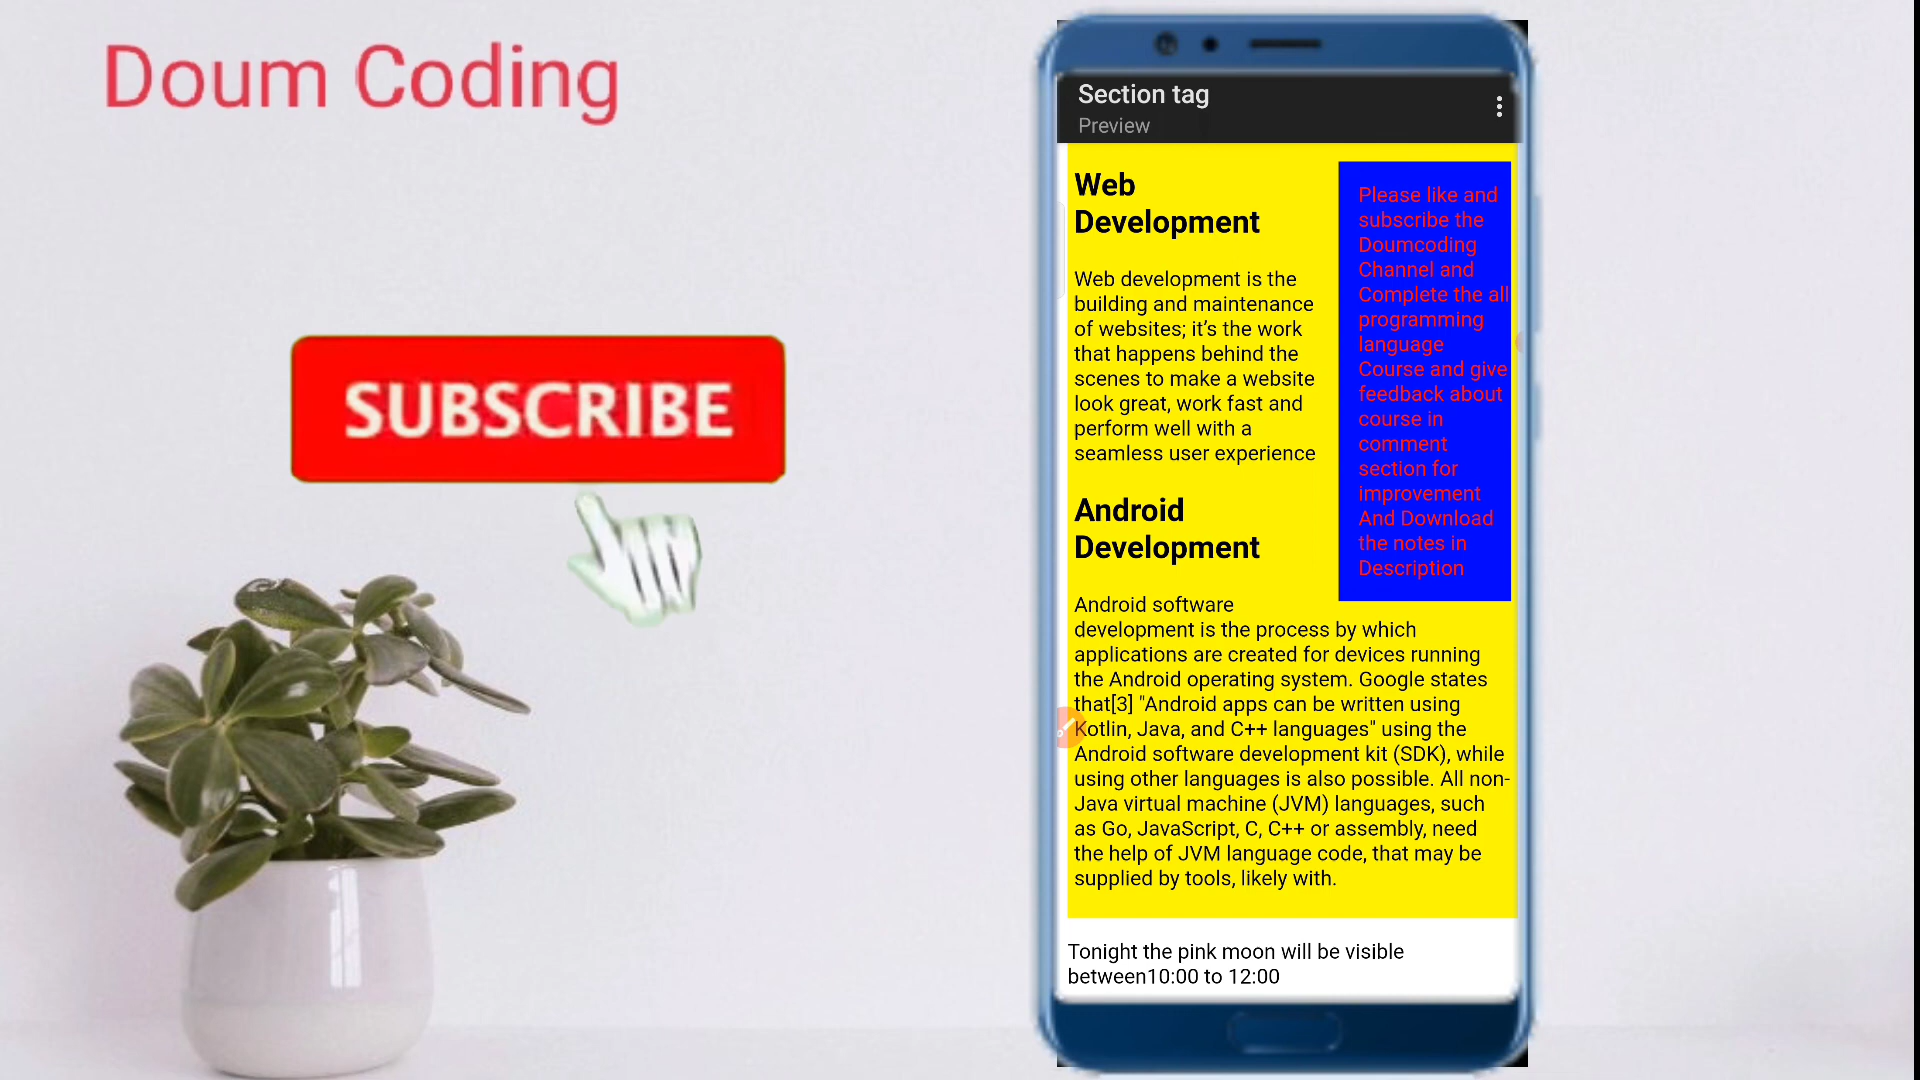 Doum Coding
SUBSCRIBE
Section tag
Preview
Web
Development
Web development is the
building and maintenance
of websites; it’s the work
that happens behind the
scenes to make a website
look great, work fast and
perform well with a
seamless user experience
Please like and
subscribe the
Doumcoding
Channel and
Complete the all
programming
language
Course and give
feedback about
course in
comment
section for
improvement
And Download
the notes in
Description
Android
Development
Android software
development is the process by which
applications are created for devices running
the Android operating system. Google states
that[3] "Android apps can be written using
Kotlin, Java, and C++ languages" using the
Android software development kit (SDK), while
using other languages is also possible. All non-
Java virtual machine (JVM) languages, such
as Go, JavaScript, C, C++ or assembly, need
the help of JVM language code, that may be
supplied by tools, likely with.
Tonight the pink moon will be visible
between10:00 to 12:00